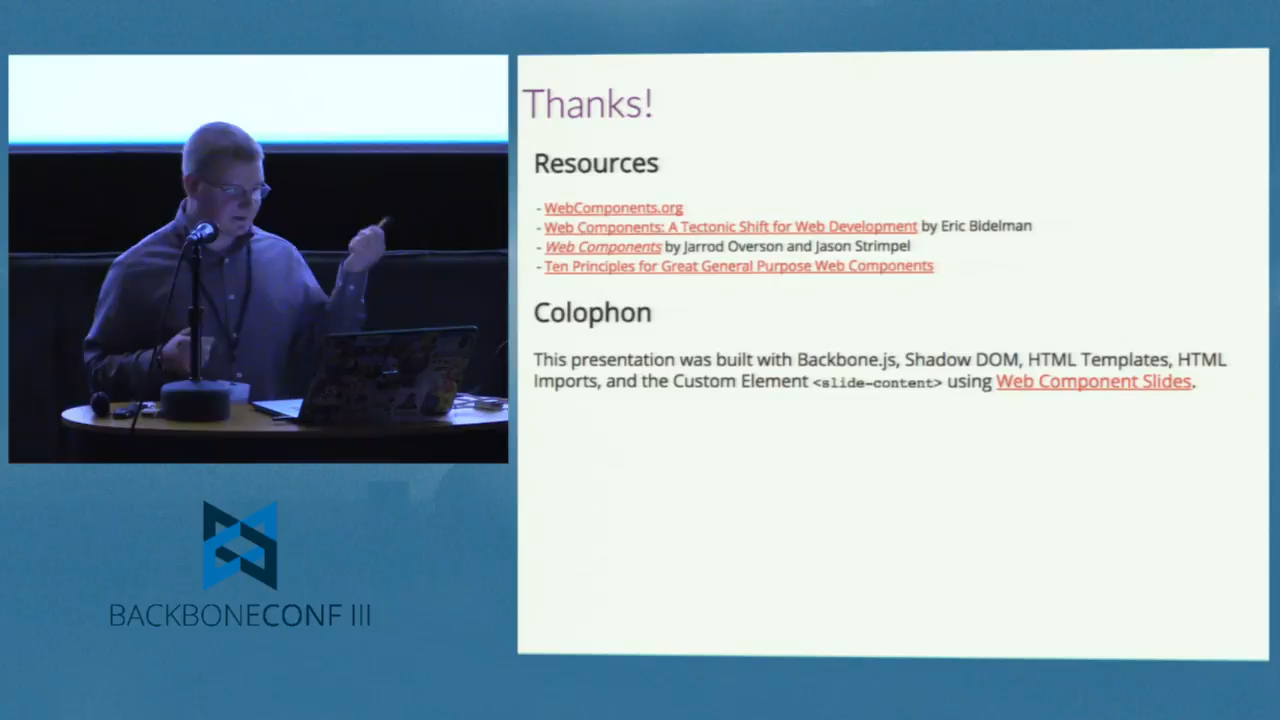 Thanks!
Resources
- WebComponents.org
- Web Components: A Tectonic Shift for Web Development by Eric Bidelman
- Web Components by Jarrod Overson and Jason Strimpel
- Ten Principles for Great General Purpose Web Components
Colophon
This presentation was built with Backbone.js, Shadow DOM, HTML Templates, HTML
Imports, and the Custom Element <slide-content> using Web Component Slides.
BACKBONECONF III